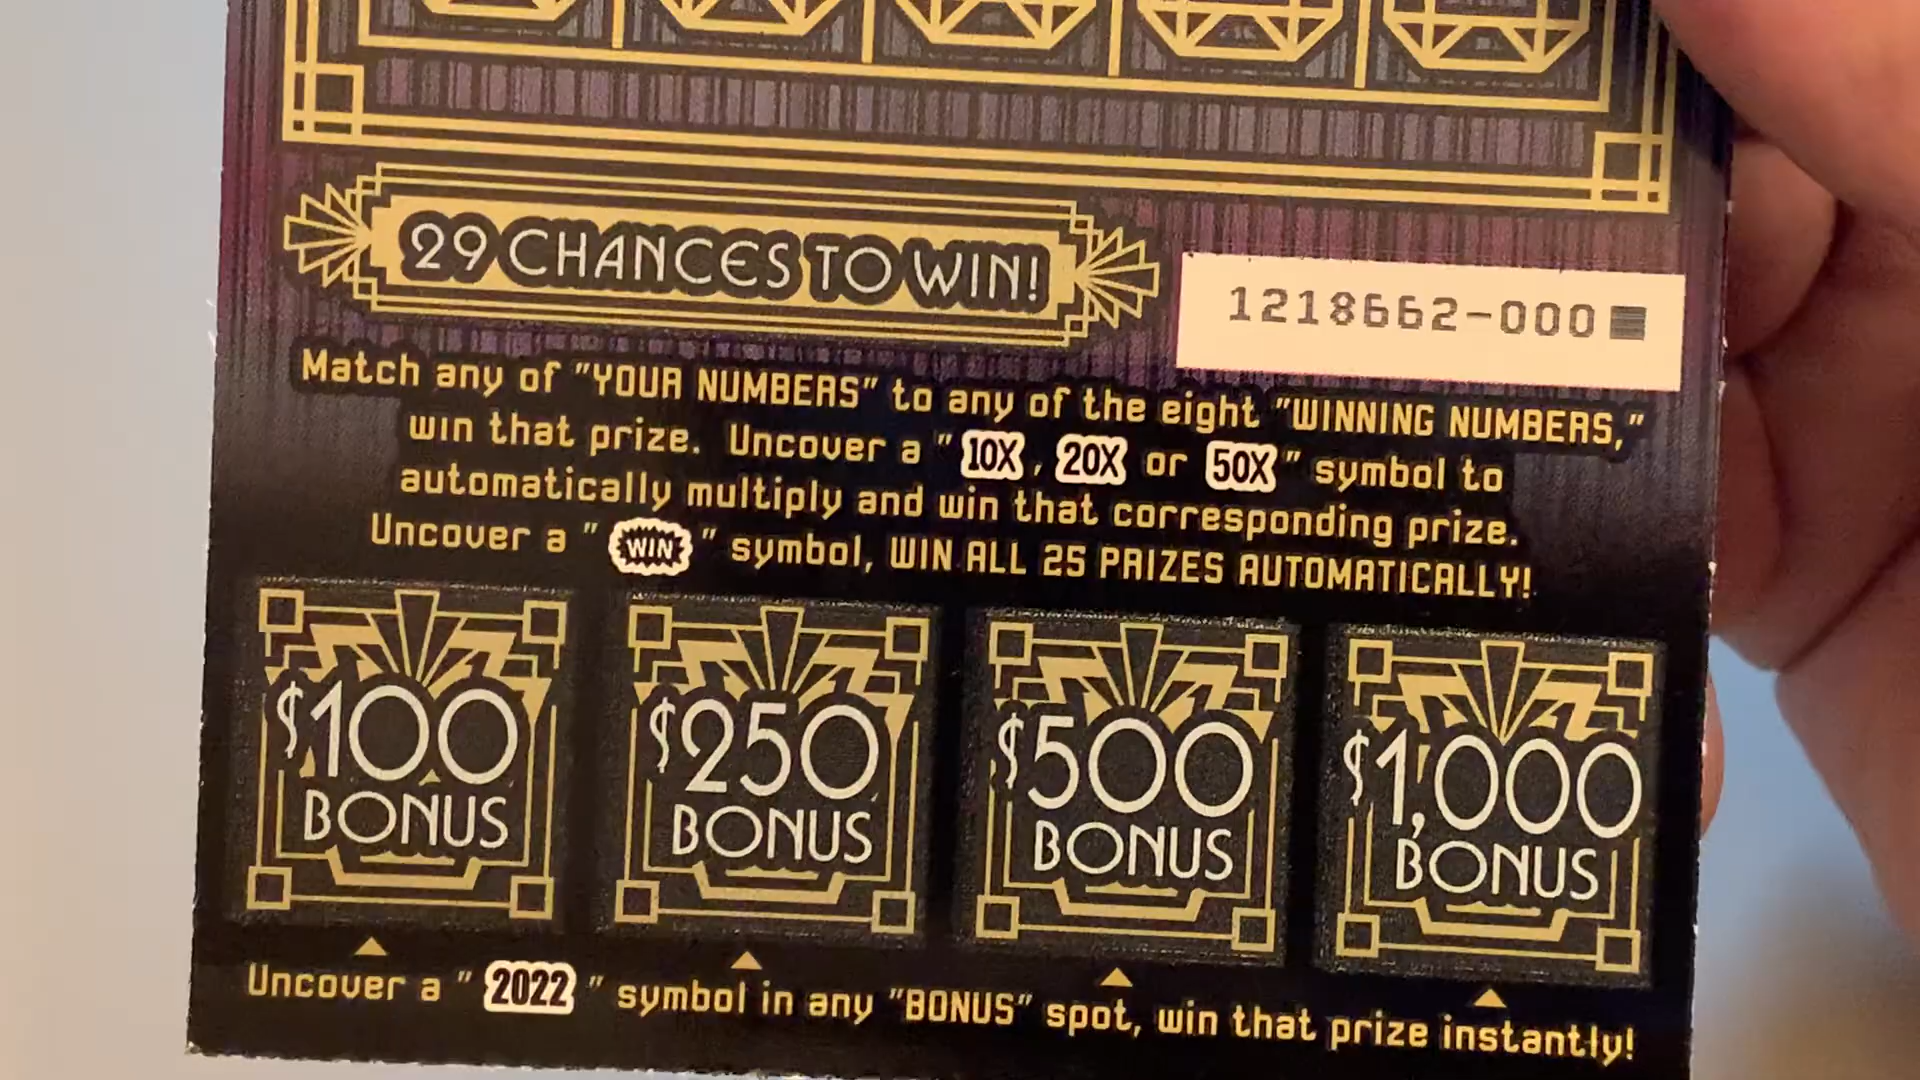 29 CHANCES TO WIN!
1218662-000
Match any of "YOUR NUMBERS" to any of the eight "WINNING NUMBERS,"
win that prize. Uncover a "10X, 20X or 50X" symbol to
automatically multiply and win that corresponding prize.
Uncover a "WIN" symbol, WIN ALL 25 PRIZES AUTOMATICALLY!
$100 BONUS
$250 BONUS
$500 BONUS
$1,000 BONUS
Uncover a "2022" symbol in any "BONUS" spot, win that prize instantly!